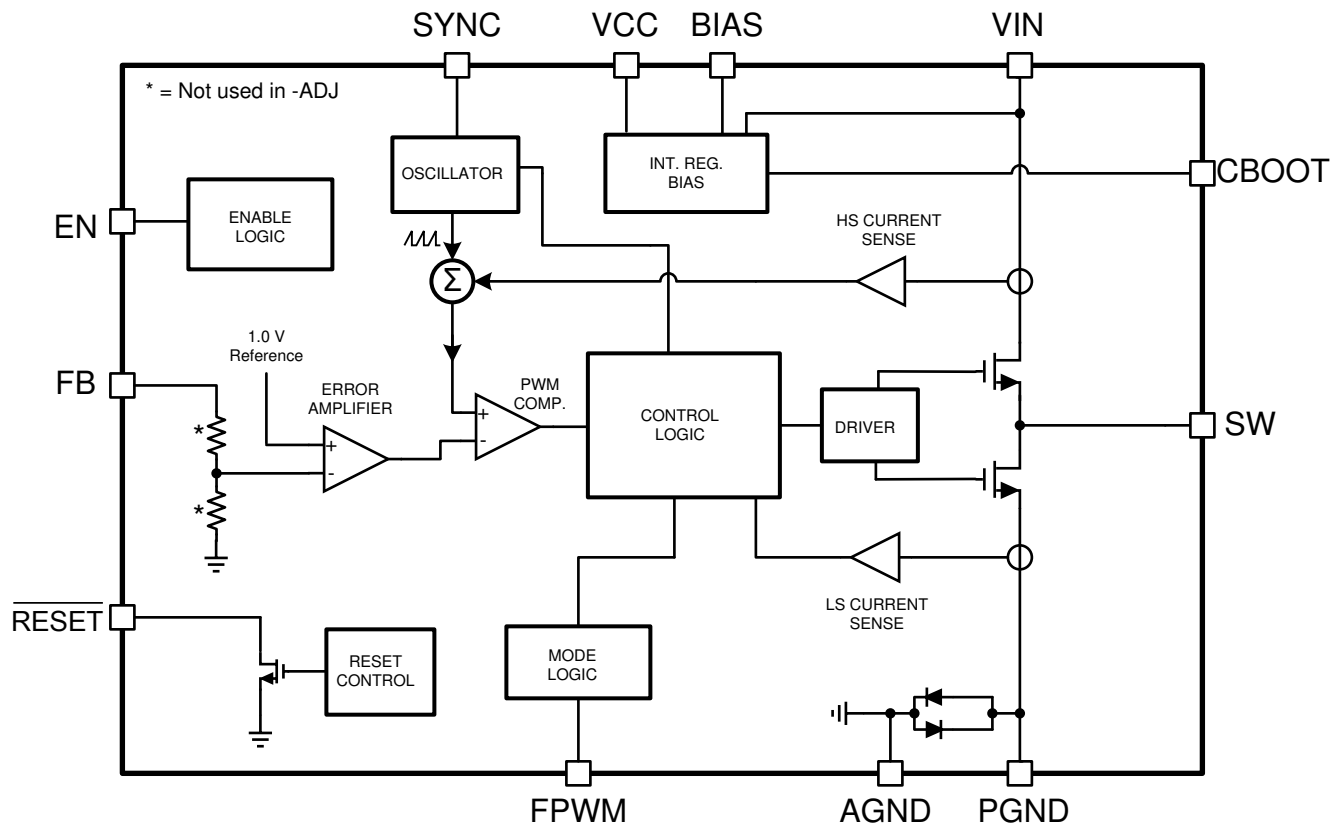 SYNC
VCC
BIAS
VIN
* = Not used in -ADJ
OSCILLATOR
INT. REG.
BIAS
CBOOT
EN
ENABLE
LOGIC
HS CURRENT
SENSE
Σ
1.0 V
Reference
FB
ERROR
AMPLIFIER
PWM
COMP.
+
-
+
-
*
*
CONTROL
LOGIC
DRIVER
SW
RESET
RESET
CONTROL
MODE
LOGIC
LS CURRENT
SENSE
FPWM
AGND
PGND